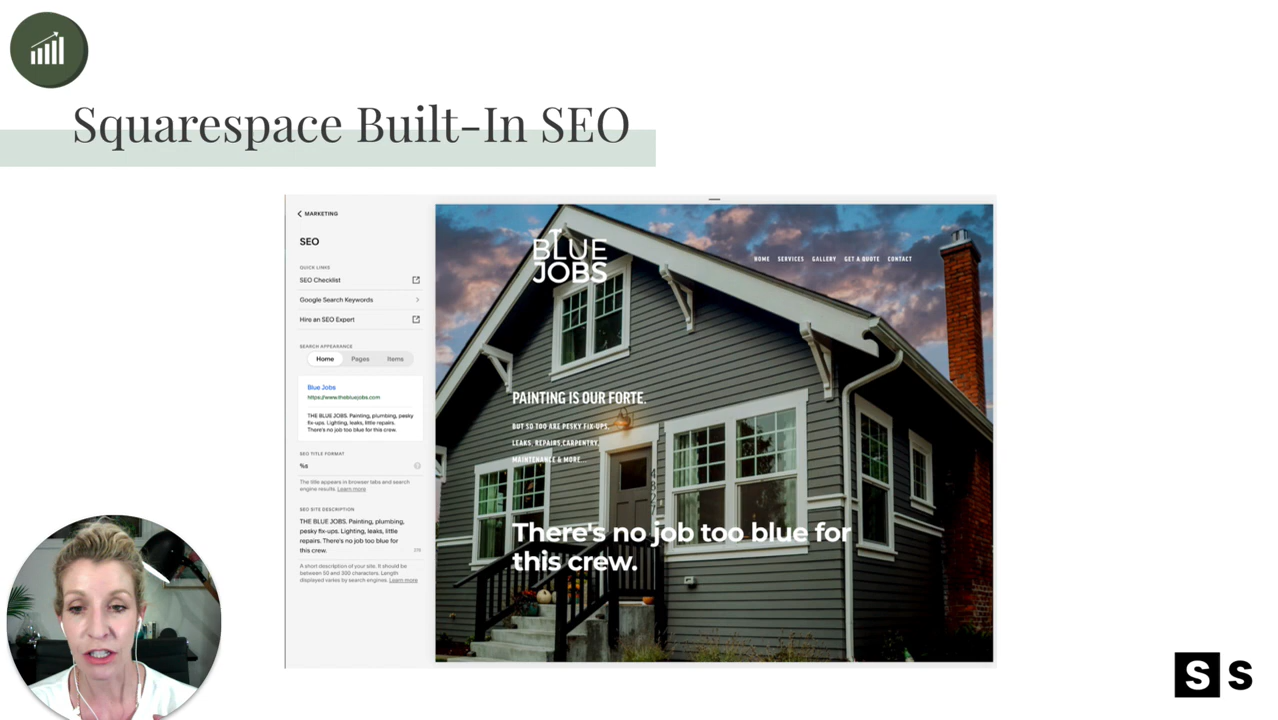 Squarespace Built-In SEO
MARKETING
SEO
QUICK LINKS
SEO Checklist
Google Search Keywords
Hire an SEO Expert
SEARCH APPEARANCE
Home Pages Items
Blue Jobs
https://www.thebluejobs.com
THE BLUE JOBS. Painting, plumbing, pesky
fix-ups. Lighting, leaks, little repairs.
There's no job too blue for this crew.
SEO TITLE FORMAT
%s
The title appears in browser tabs and search
engine results. Learn more
SEO SITE DESCRIPTION
THE BLUE JOBS. Painting, plumbing,
pesky fix-ups. Lighting, leaks, little
repairs. There's no job too blue for
this crew.
A short description of your site. It should be
between 50 and 300 characters. Length
displayed varies by search engines. Learn more
BLUE
JOBS
HOME SERVICES GALLERY GET A QUOTE CONTACT
PAINTING IS OUR FORTE.
BUT SO TOO ARE PESKY FIX-UPS.
LEAKS, REPAIRS,CARPENTRY,
MAINTENANCE & MORE...
4827
There's no job too blue for
this crew.
S S